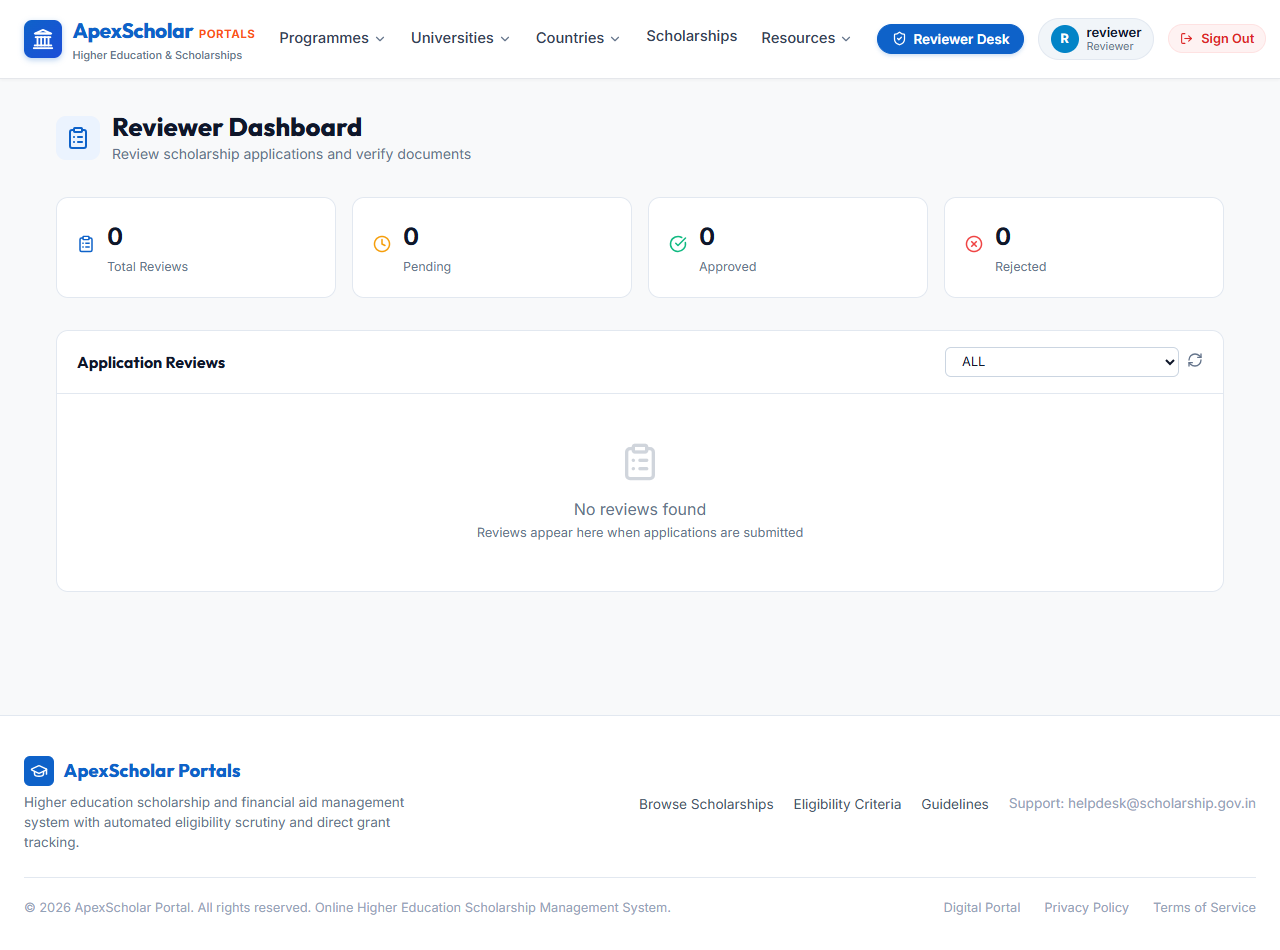 ApexScholar PORTALS
Higher Education & Scholarships
Programmes
Universities
Countries
Scholarships
Resources
Reviewer Desk
R
reviewer
Reviewer
Sign Out
Reviewer Dashboard
Review scholarship applications and verify documents
0
Total Reviews
0
Pending
0
Approved
0
Rejected
Application Reviews
ALL
No reviews found
Reviews appear here when applications are submitted
ApexScholar Portals
Higher education scholarship and financial aid management
system with automated eligibility scrutiny and direct grant
tracking.
Browse Scholarships
Eligibility Criteria
Guidelines
Support: helpdesk@scholarship.gov.in
© 2026 ApexScholar Portal. All rights reserved. Online Higher Education Scholarship Management System.
Digital Portal
Privacy Policy
Terms of Service